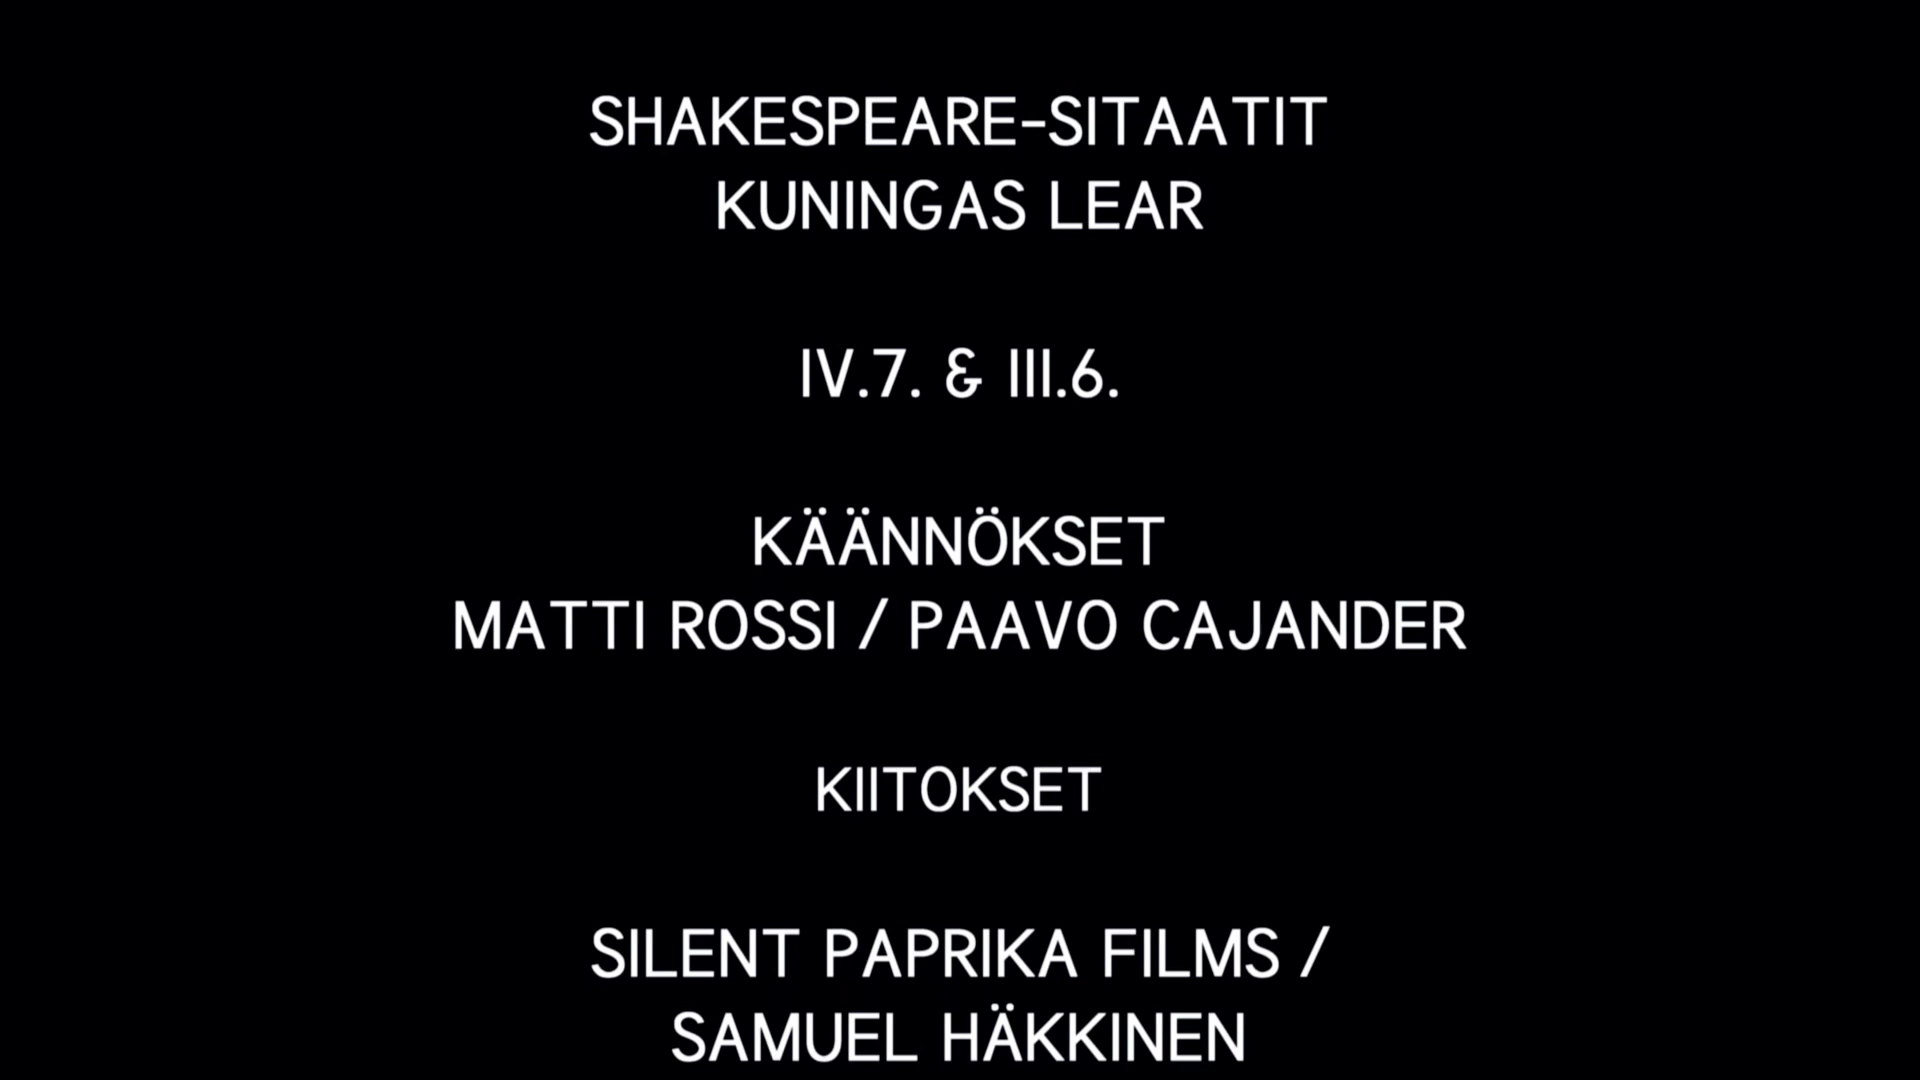 SHAKESPEARE-SITAATIT
KUNINGAS LEAR
IV.7. & III.6.
KÄÄNNÖKSET
MATTI ROSSI / PAAVO CAJANDER
KIITOKSET
SILENT PAPRIKA FILMS /
SAMUEL HÄKKINEN